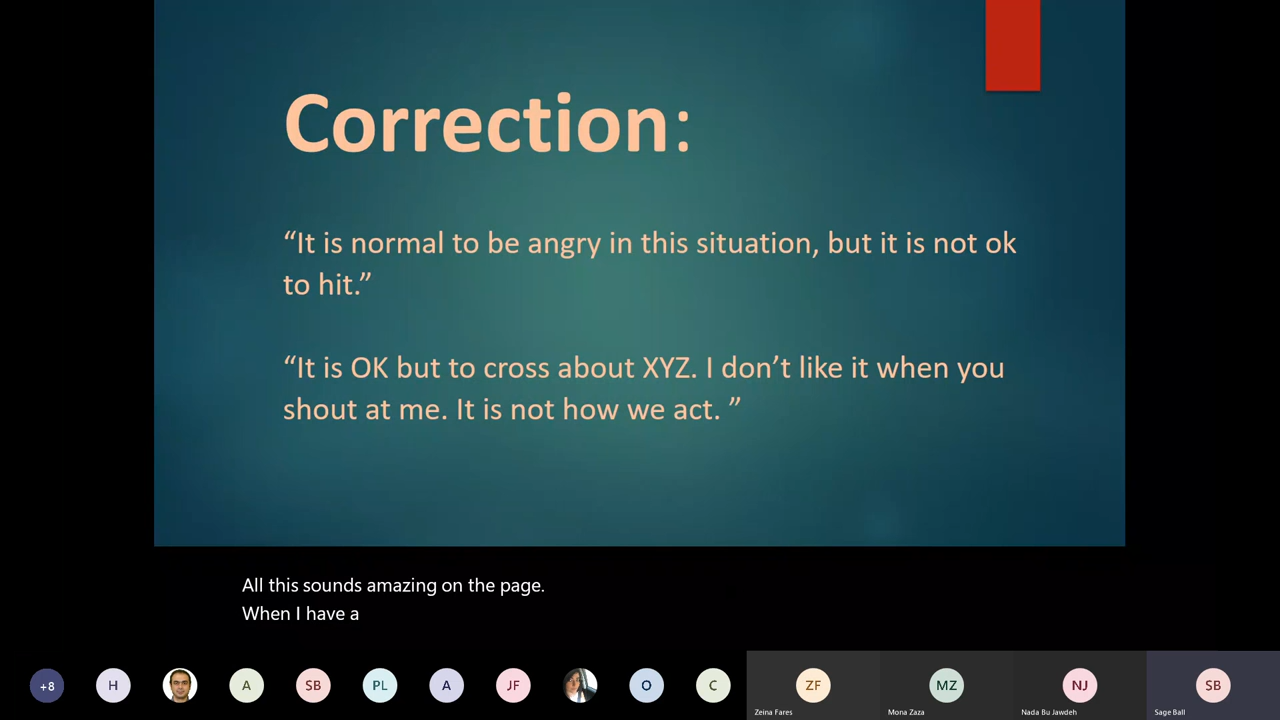 Correction:
“It is normal to be angry in this situation, but it is not ok
to hit.”
“It is OK but to cross about XYZ. I don’t like it when you
shout at me. It is not how we act. ”
All this sounds amazing on the page.
When I have a
+8
H
A
SB
PL
A
JF
O
C
ZF
MZ
NJ
SB
Zeina Fares
Mona Zaza
Nada Bu Jawdeh
Sage Ball